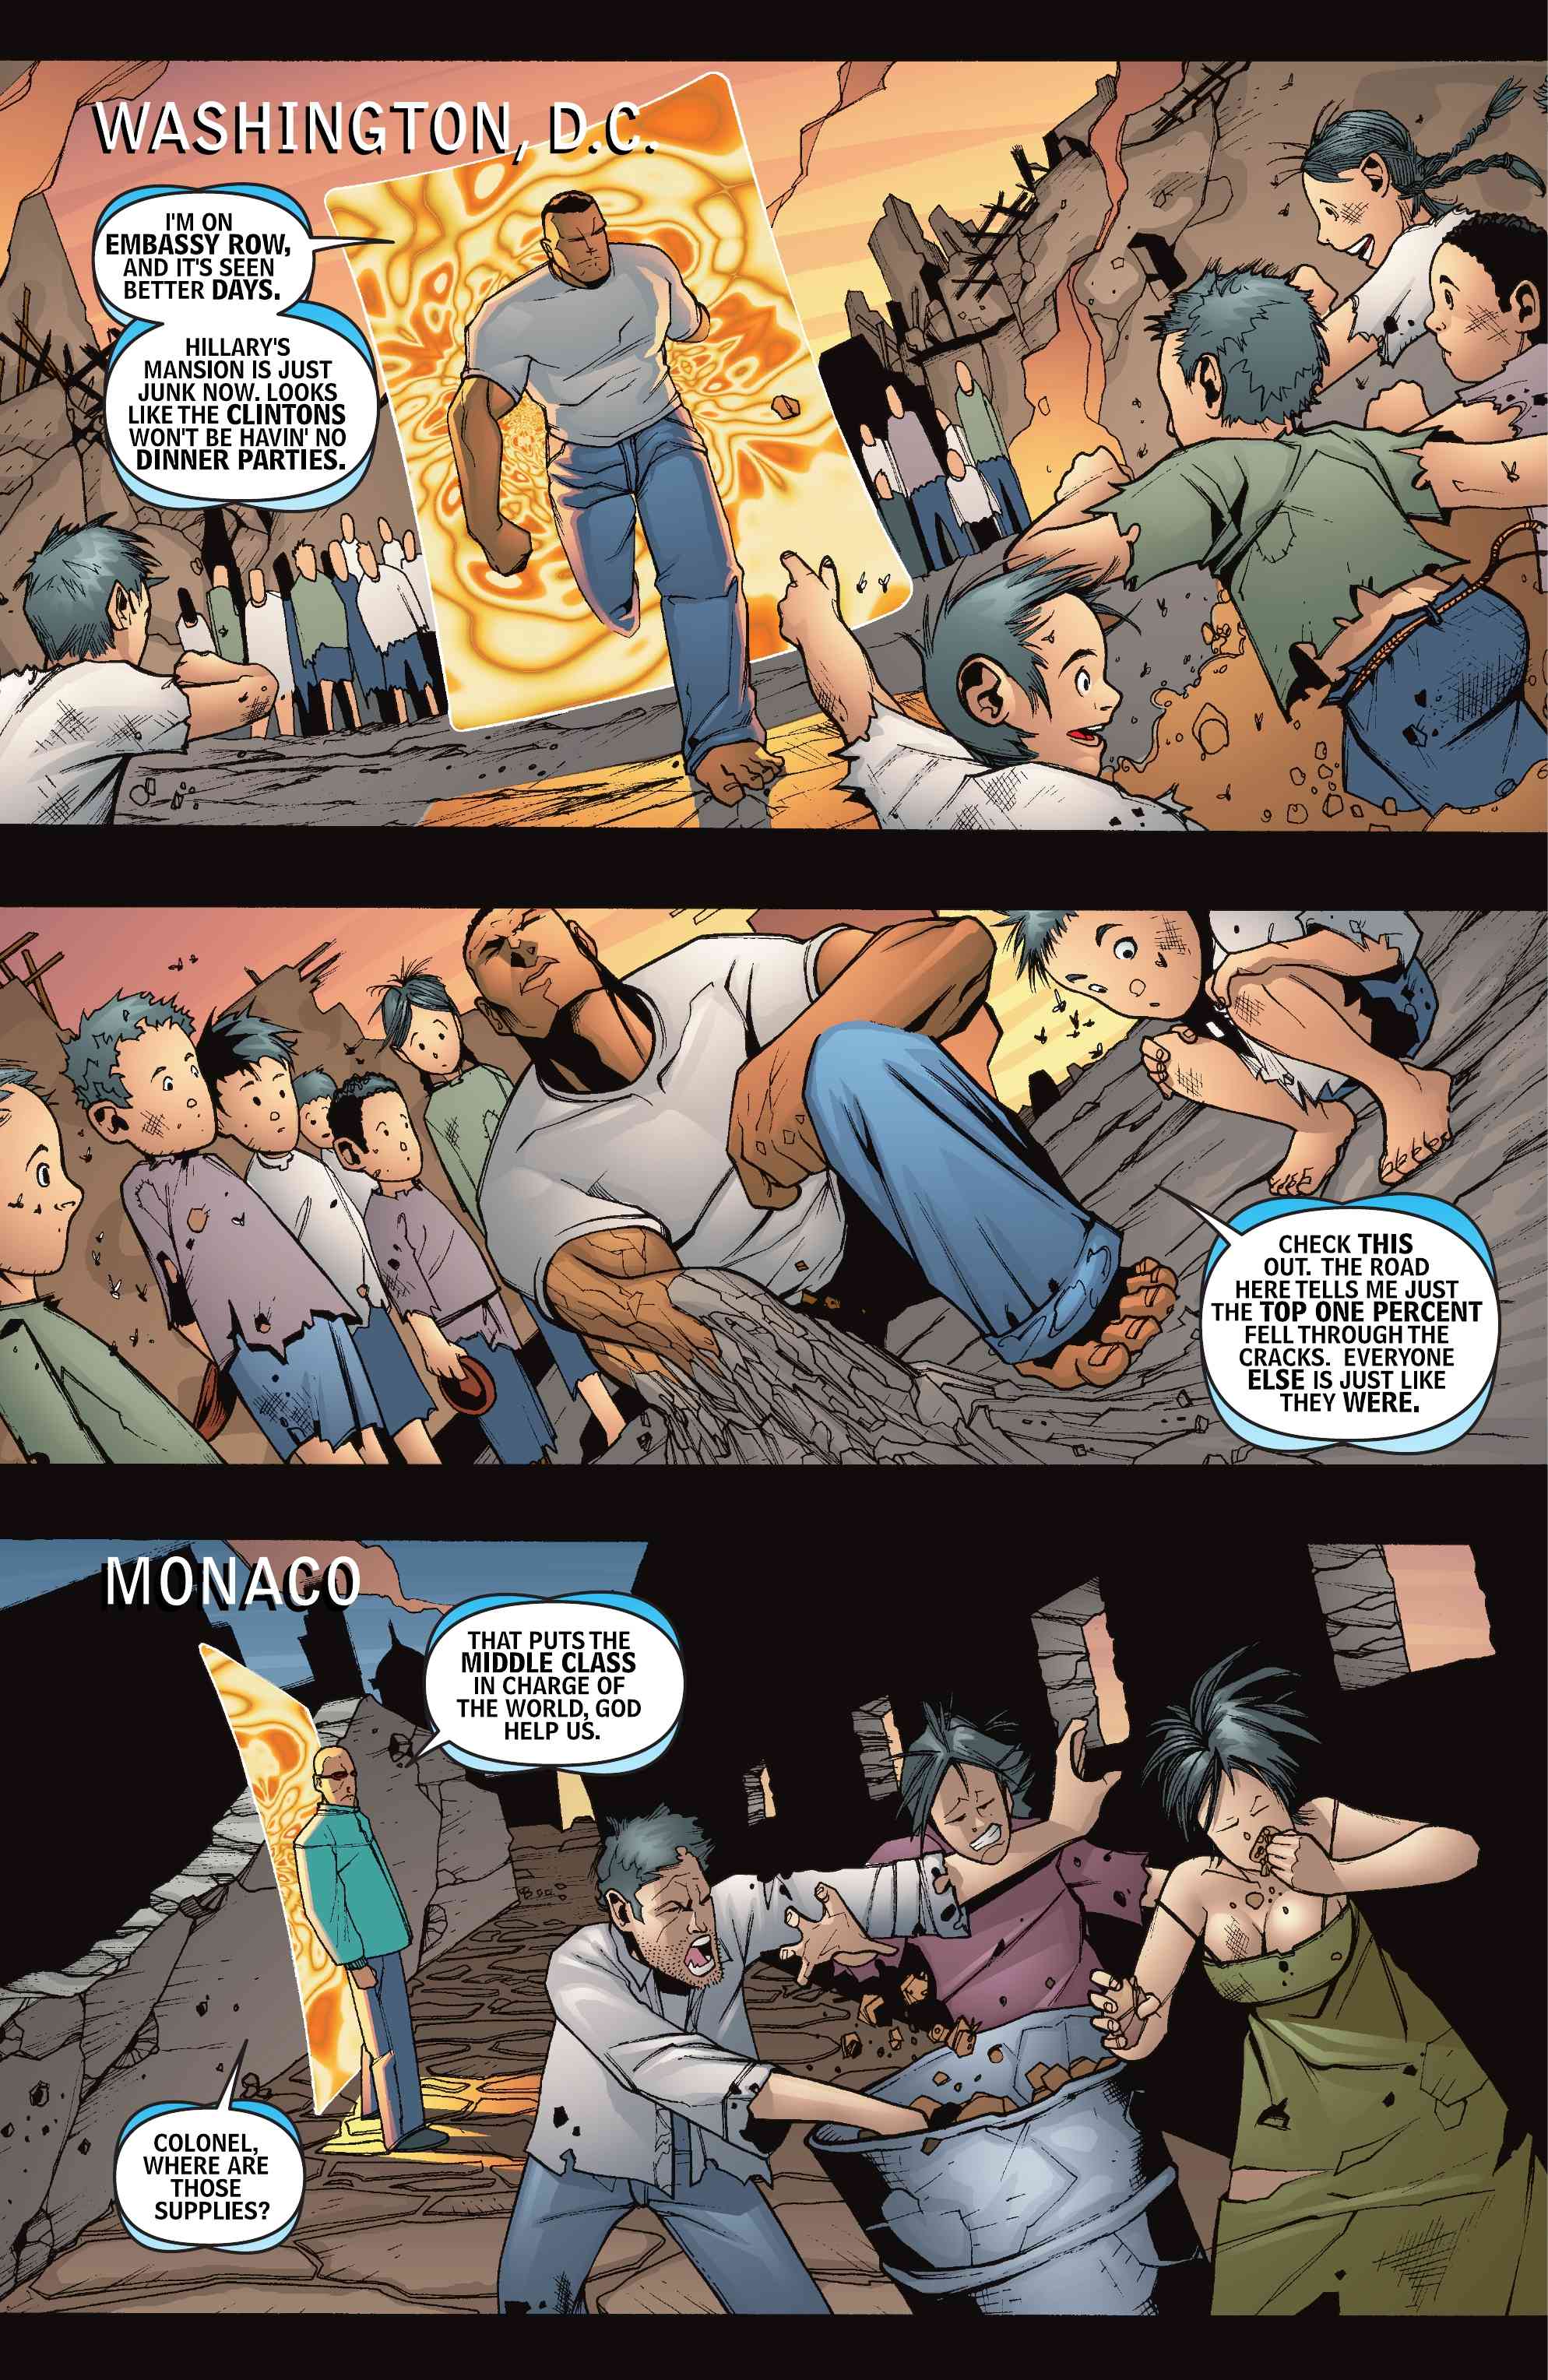 WASHINGTON, D.C.
I'M ON
EMBASSY ROW,
AND IT'S SEEN
BETTER DAYS.
HILLARY'S
MANSION IS JUST
JUNK NOW. LOOKS
LIKE THE CLINTONS
WON'T BE HAVIN' NO
DINNER PARTIES.
CHECK THIS
OUT. THE ROAD
HERE TELLS ME JUST
THE TOP ONE PERCENT
FELL THROUGH THE
CRACKS. EVERYONE
ELSE IS JUST LIKE
THEY WERE.
MONACO
THAT PUTS THE
MIDDLE CLASS
IN CHARGE OF
THE WORLD, GOD
HELP US.
COLONEL,
WHERE ARE
THOSE
SUPPLIES?